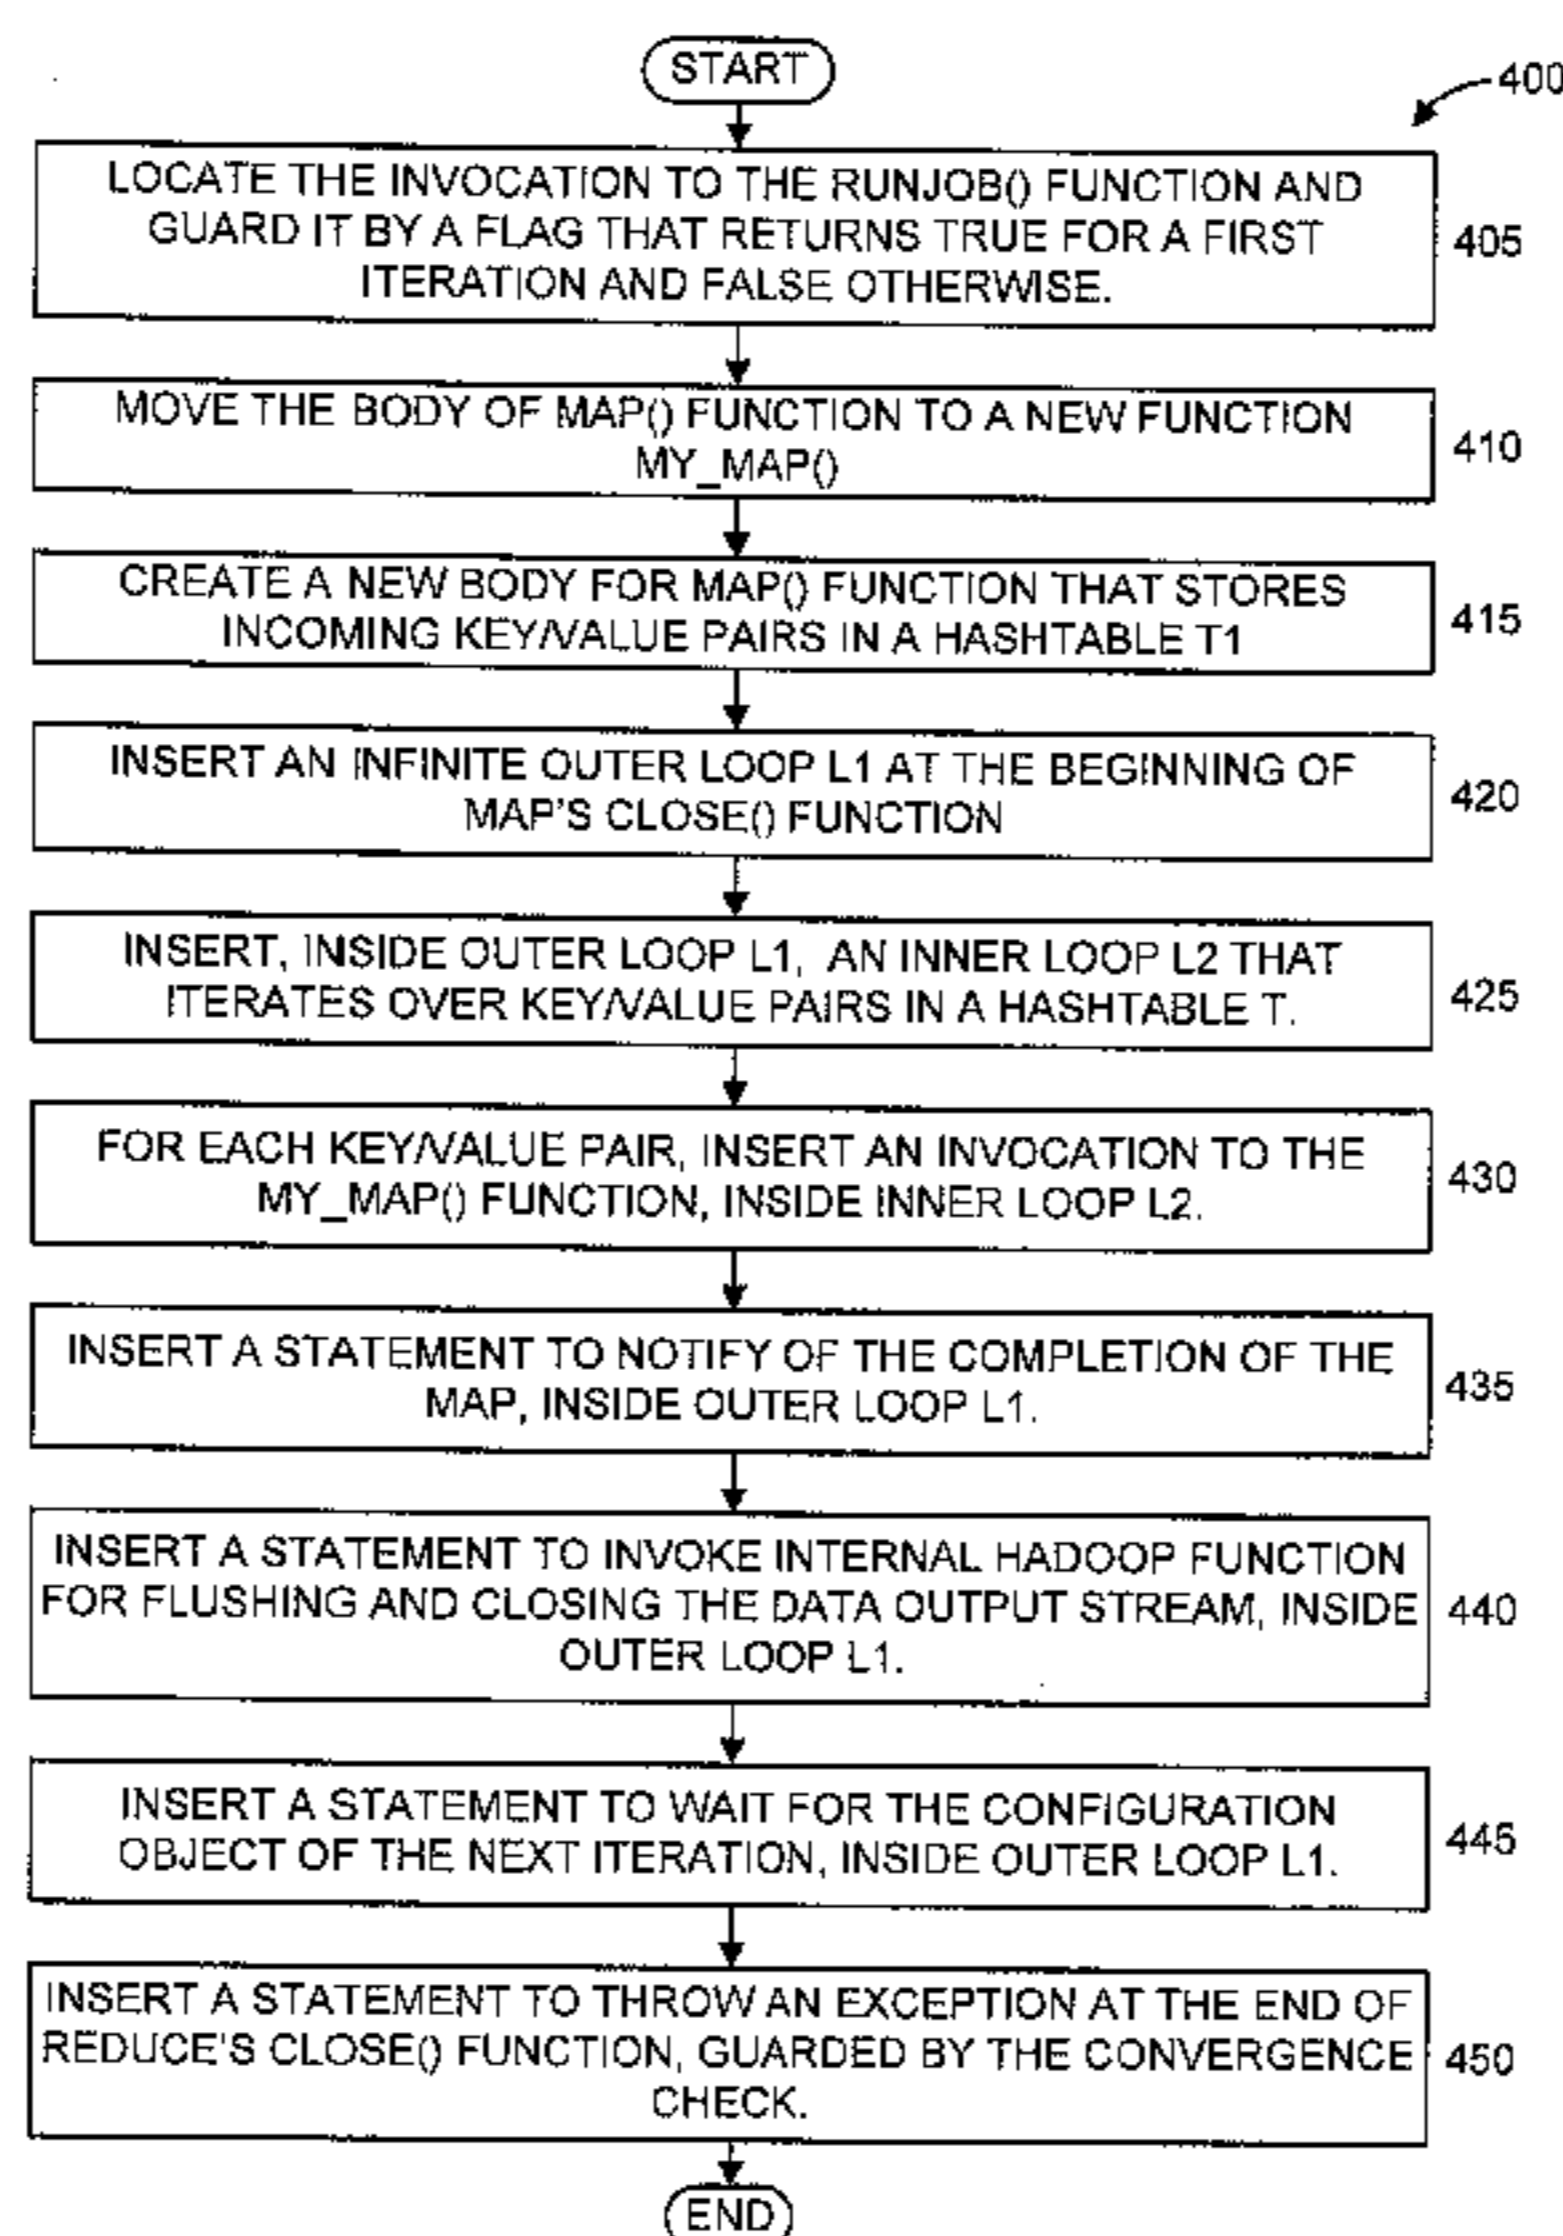 START
400
LOCATE THE INVOCATION TO THE RUNJOB() FUNCTION AND
GUARD IT BY A FLAG THAT RETURNS TRUE FOR A FIRST
ITERATION AND FALSE OTHERWISE.
405
MOVE THE BODY OF MAP() FUNCTION TO A NEW FUNCTION
MY_MAP()
410
CREATE A NEW BODY FOR MAP() FUNCTION THAT STORES
INCOMING KEY/VALUE PAIRS IN A HASHTABLE T1
415
INSERT AN INFINITE OUTER LOOP L1 AT THE BEGINNING OF
MAP'S CLOSE() FUNCTION
420
INSERT, INSIDE OUTER LOOP L1, AN INNER LOOP L2 THAT
ITERATES OVER KEY/VALUE PAIRS IN A HASHTABLE T.
425
FOR EACH KEY/VALUE PAIR, INSERT AN INVOCATION TO THE
MY_MAP() FUNCTION, INSIDE INNER LOOP L2.
430
INSERT A STATEMENT TO NOTIFY OF THE COMPLETION OF THE
MAP, INSIDE OUTER LOOP L1.
435
INSERT A STATEMENT TO INVOKE INTERNAL HADOOP FUNCTION
FOR FLUSHING AND CLOSING THE DATA OUTPUT STREAM, INSIDE
OUTER LOOP L1.
440
INSERT A STATEMENT TO WAIT FOR THE CONFIGURATION
OBJECT OF THE NEXT ITERATION, INSIDE OUTER LOOP L1.
445
INSERT A STATEMENT TO THROW AN EXCEPTION AT THE END OF
REDUCE'S CLOSE() FUNCTION, GUARDED BY THE CONVERGENCE
CHECK.
450
END